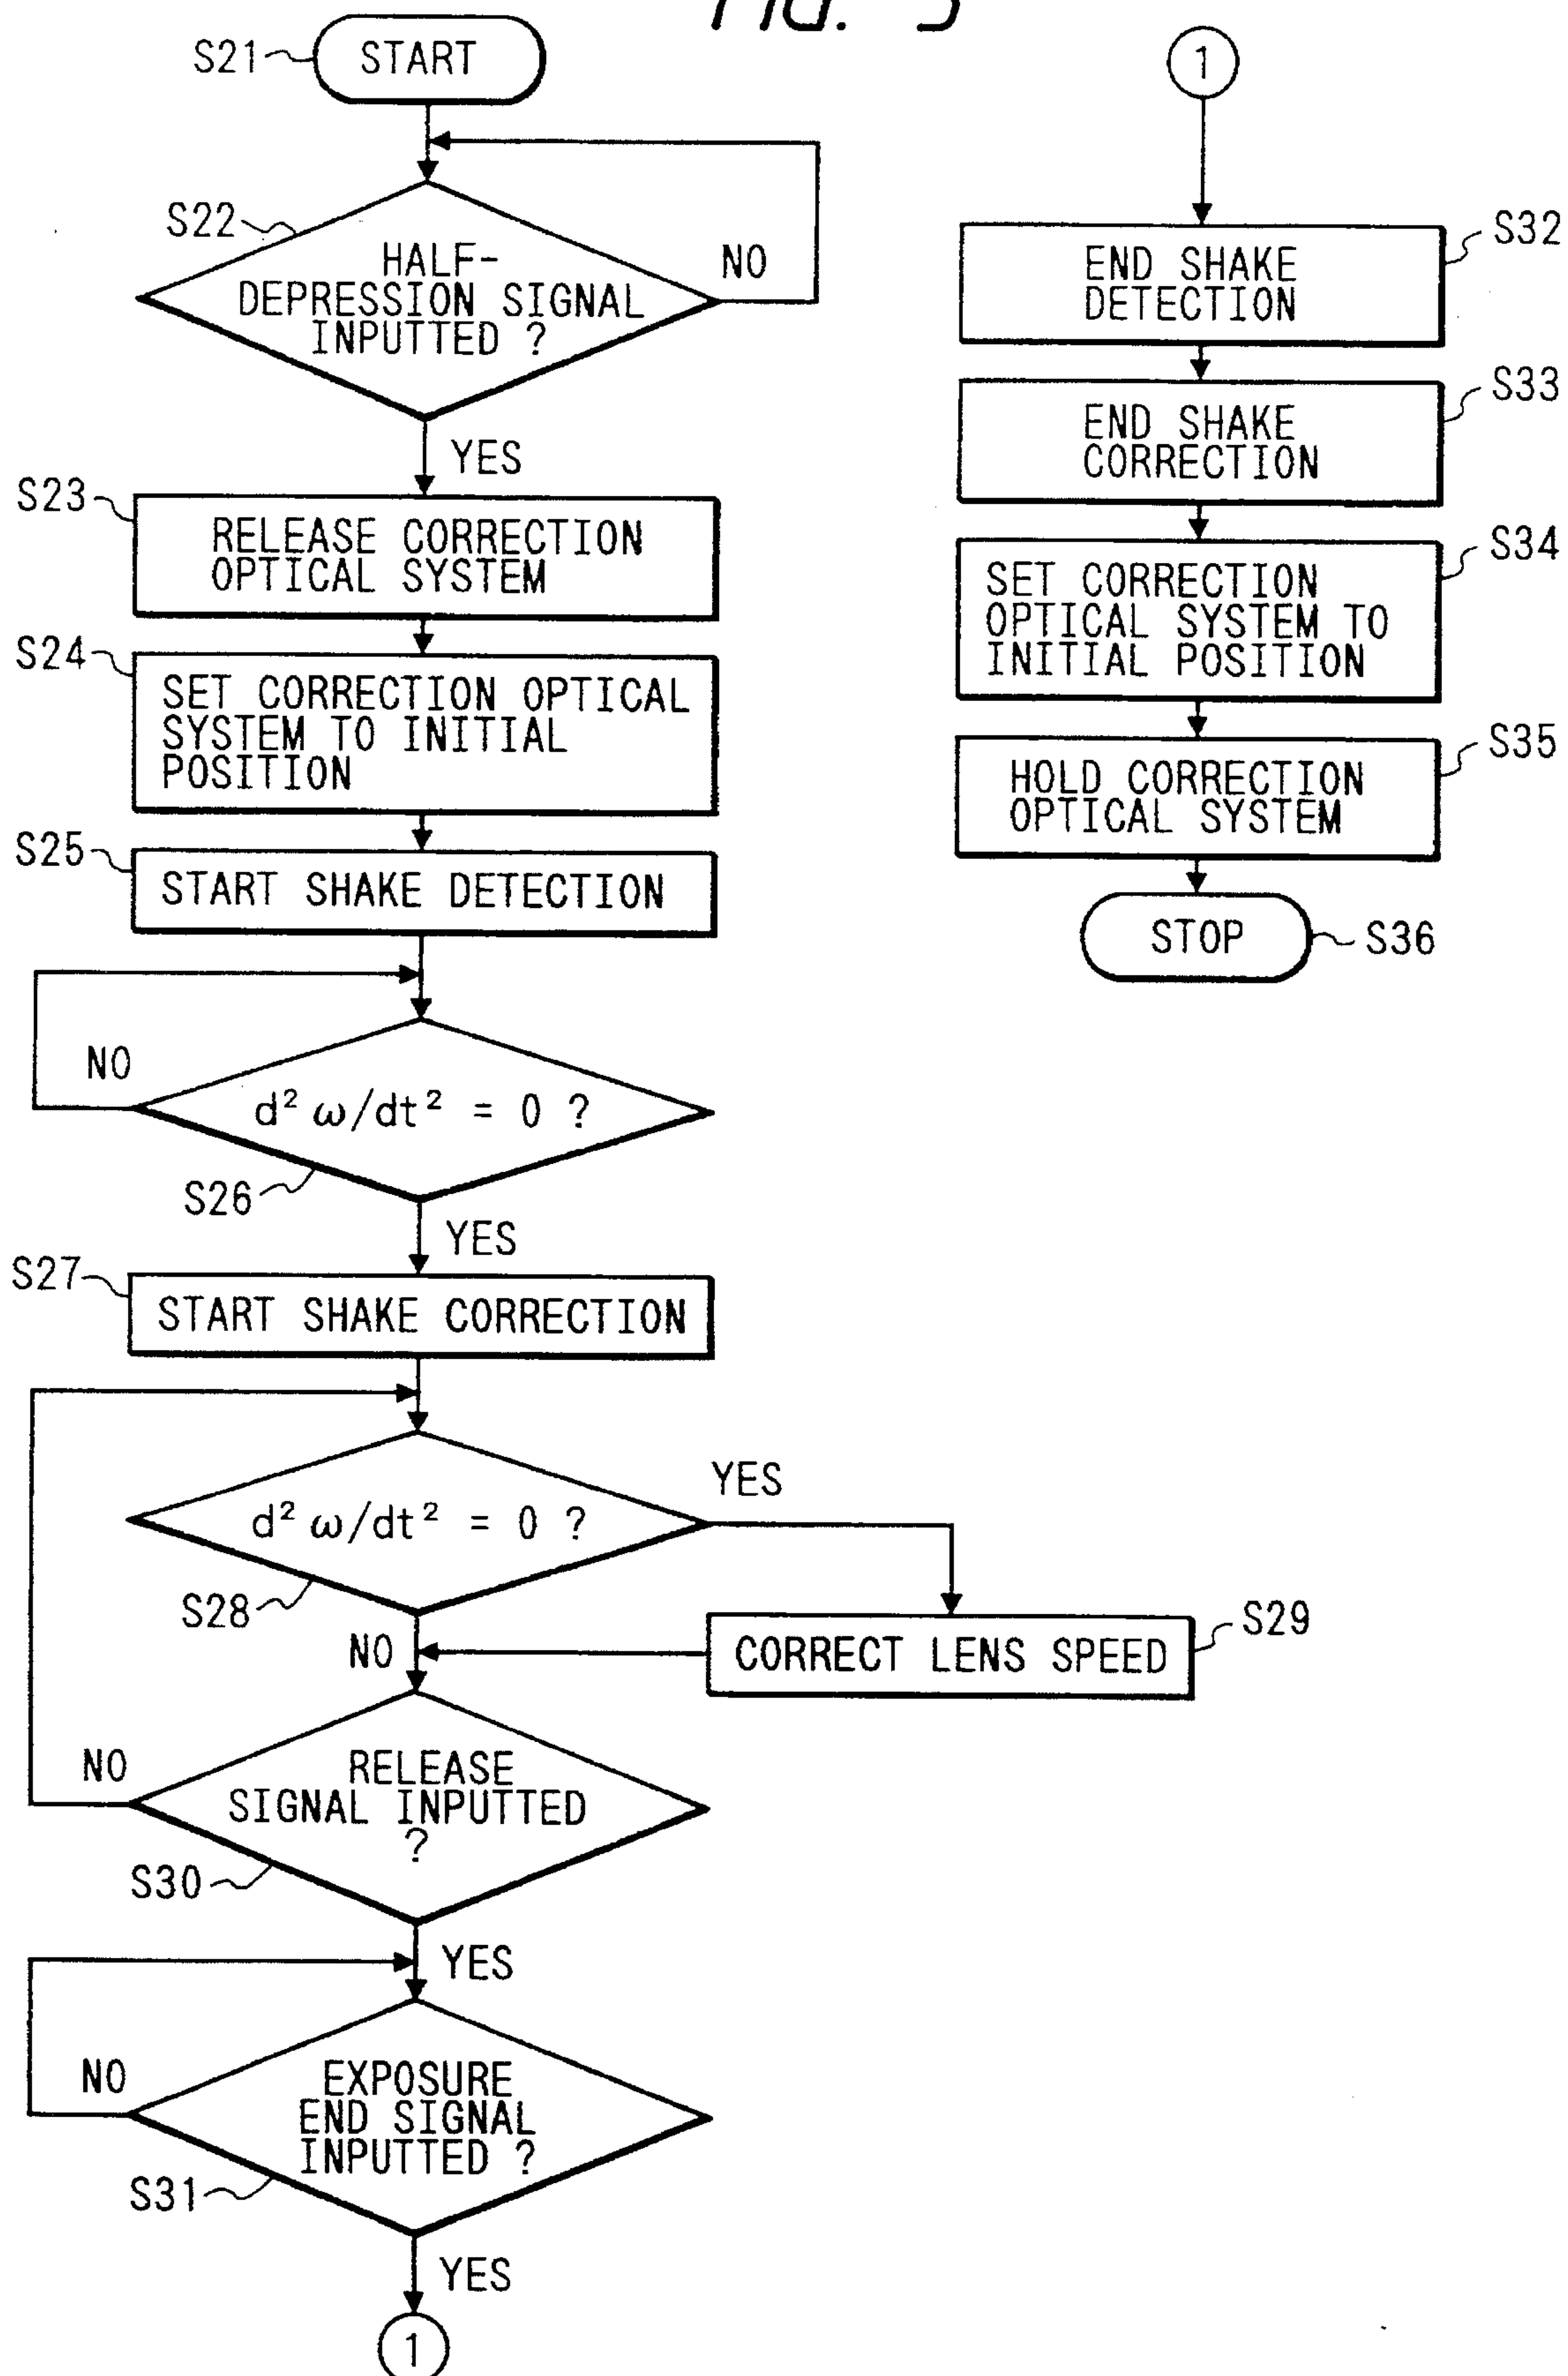 S21
START
S22
HALF-
DEPRESSION SIGNAL
INPUTTED ?
NO
YES
S23
RELEASE CORRECTION
OPTICAL SYSTEM
S24
SET CORRECTION OPTICAL
SYSTEM TO INITIAL
POSITION
S25
START SHAKE DETECTION
NO
d² ω/dt² = 0 ?
S26
YES
S27
START SHAKE CORRECTION
d² ω/dt² = 0 ?
YES
S28
NO
S29
CORRECT LENS SPEED
NO
RELEASE
SIGNAL INPUTTED
?
S30
YES
NO
EXPOSURE
END SIGNAL
INPUTTED ?
S31
YES
1
1
S32
END SHAKE
DETECTION
S33
END SHAKE
CORRECTION
S34
SET CORRECTION
OPTICAL SYSTEM TO
INITIAL POSITION
S35
HOLD CORRECTION
OPTICAL SYSTEM
STOP
S36